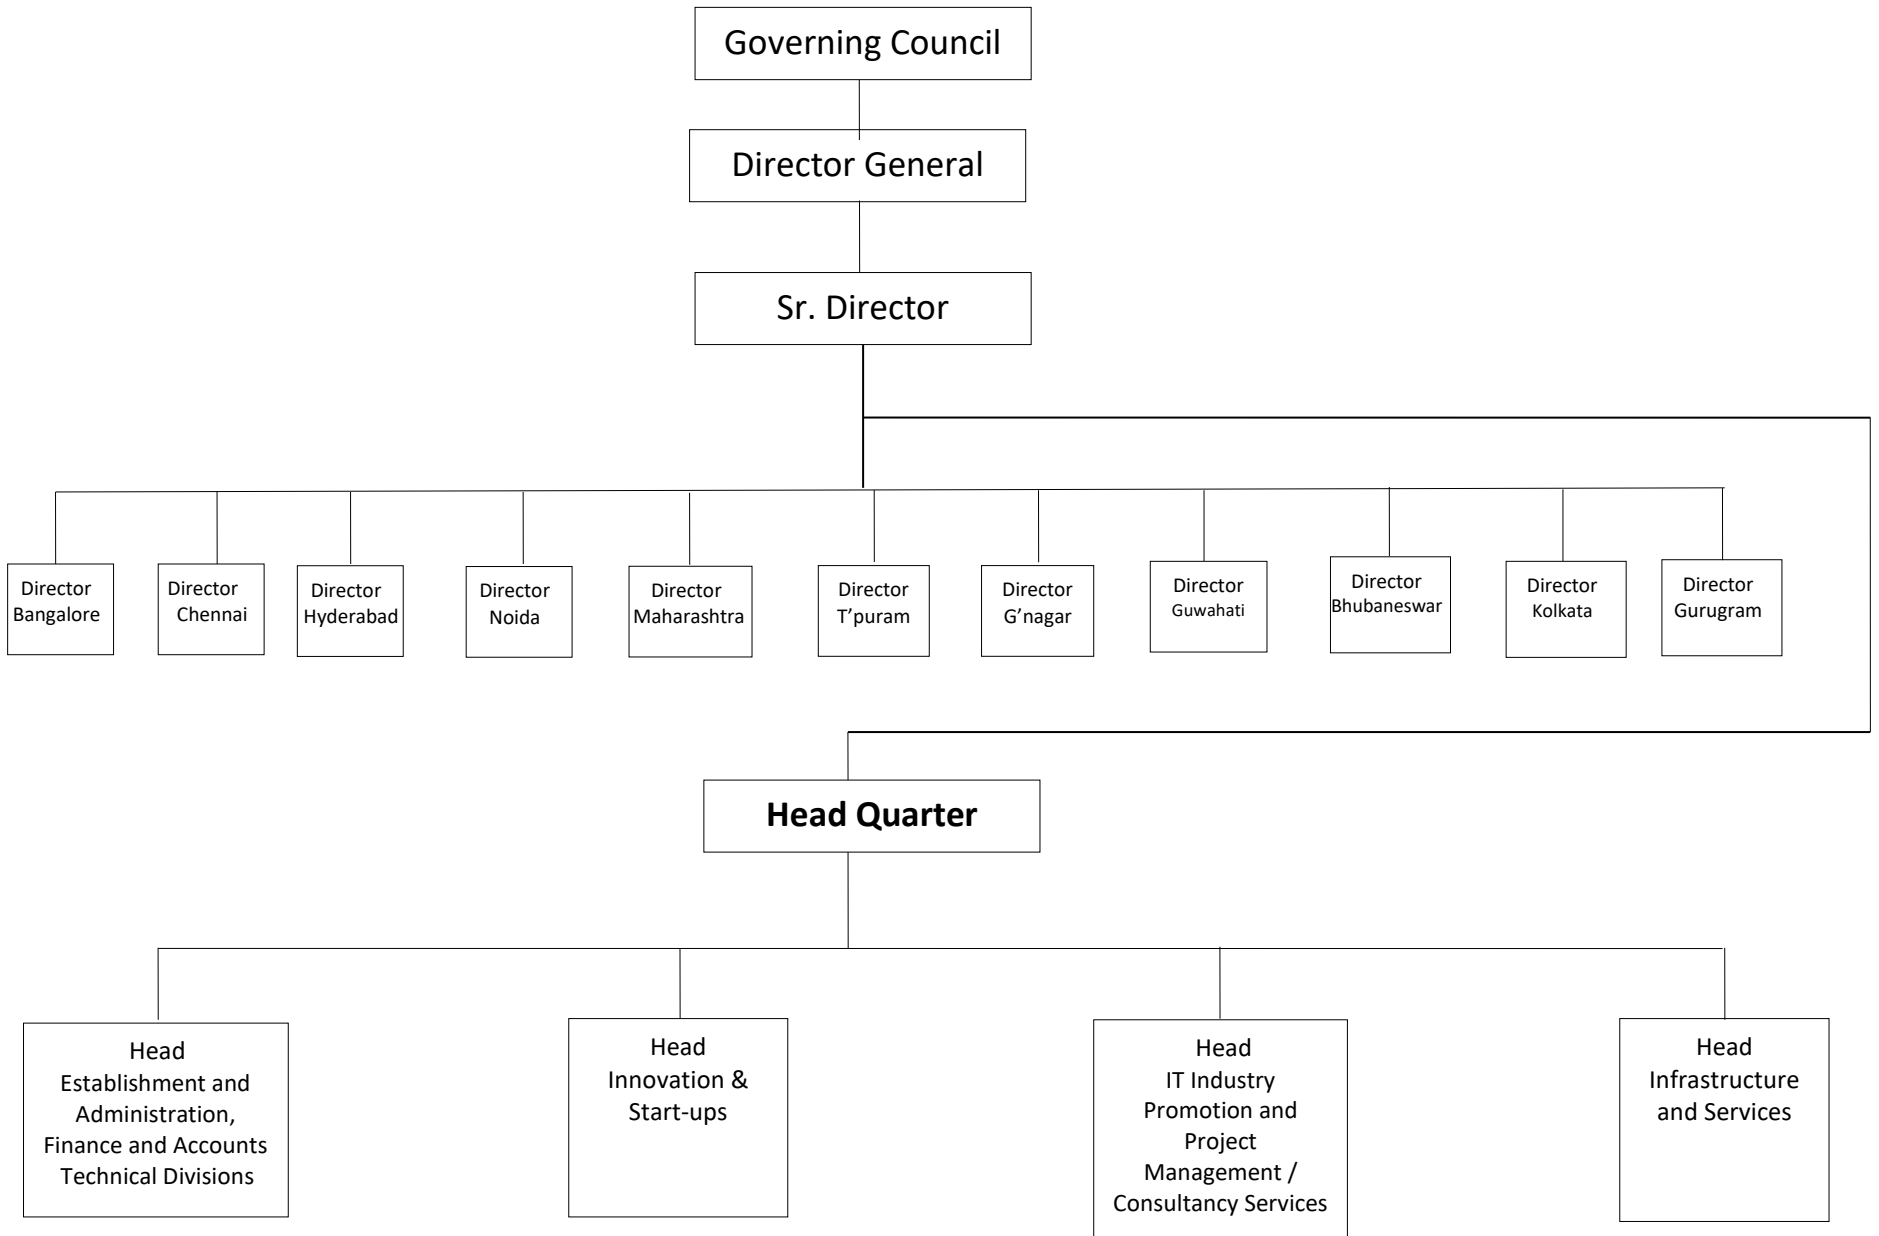 Governing Council
Director General
Sr. Director
Director
Bangalore
Director
Chennai
Director
Hyderabad
Director
Noida
Director
Maharashtra
Director
T’puram
Director
G’nagar
Director
Guwahati
Director
Bhubaneswar
Director
Kolkata
Director
Gurugram
Head Quarter
Head
Establishment and
Administration,
Finance and Accounts
Technical Divisions
Head
Innovation &
Start-ups
Head
IT Industry
Promotion and
Project
Management /
Consultancy Services
Head
Infrastructure
and Services